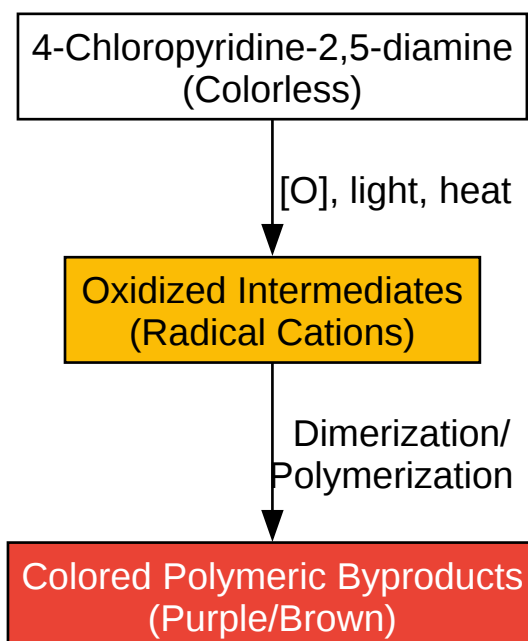 4-Chloropyridine-2,5-diamine
(Colorless)
[O], light, heat
Oxidized Intermediates
(Radical Cations)
Dimerization/
Polymerization
Colored Polymeric Byproducts
(Purple/Brown)